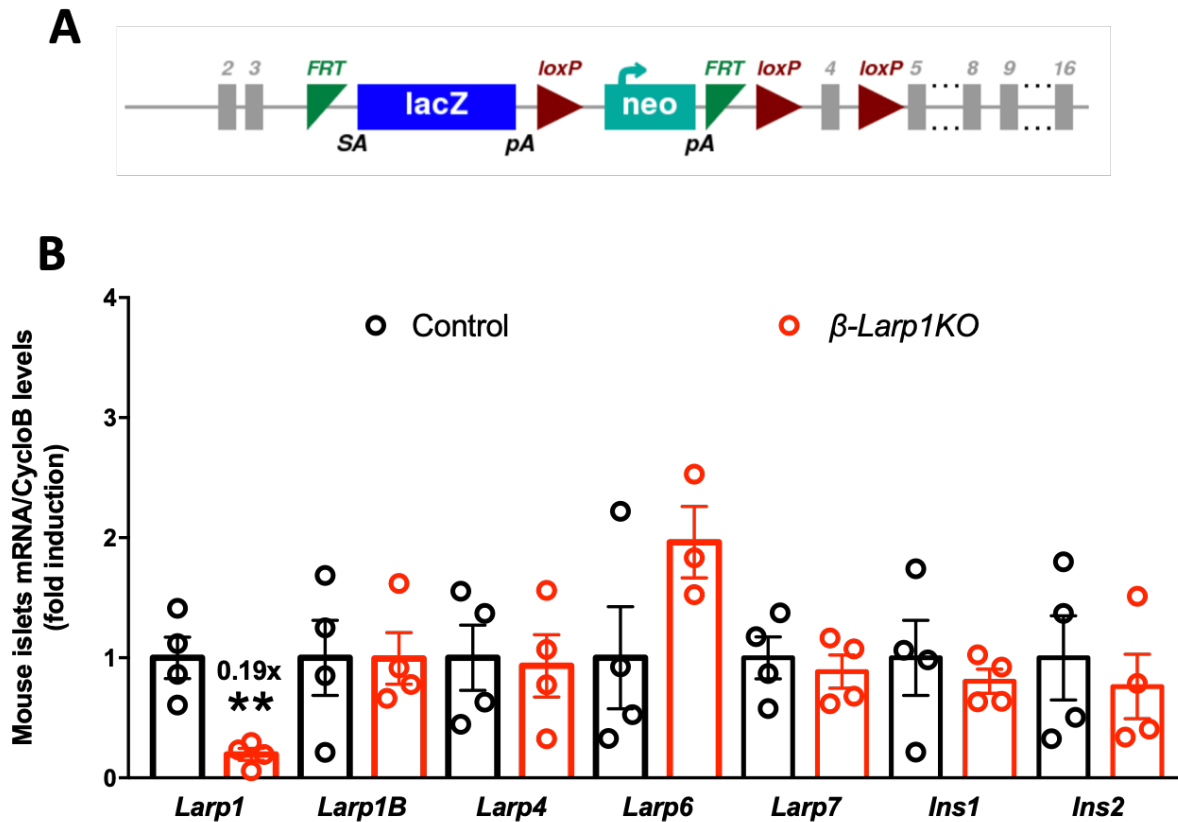 A
2 3 FRT loxP FRT loxP 4 loxP 5 8 9 16
lacZ neo
SA pA pA
B
Mouse islets mRNA/CycloB levels
(fold induction)
4
3
2
1
0
Control β-Larp1KO
0.19x
**
Larp1 Larp1B Larp4 Larp6 Larp7 Ins1 Ins2